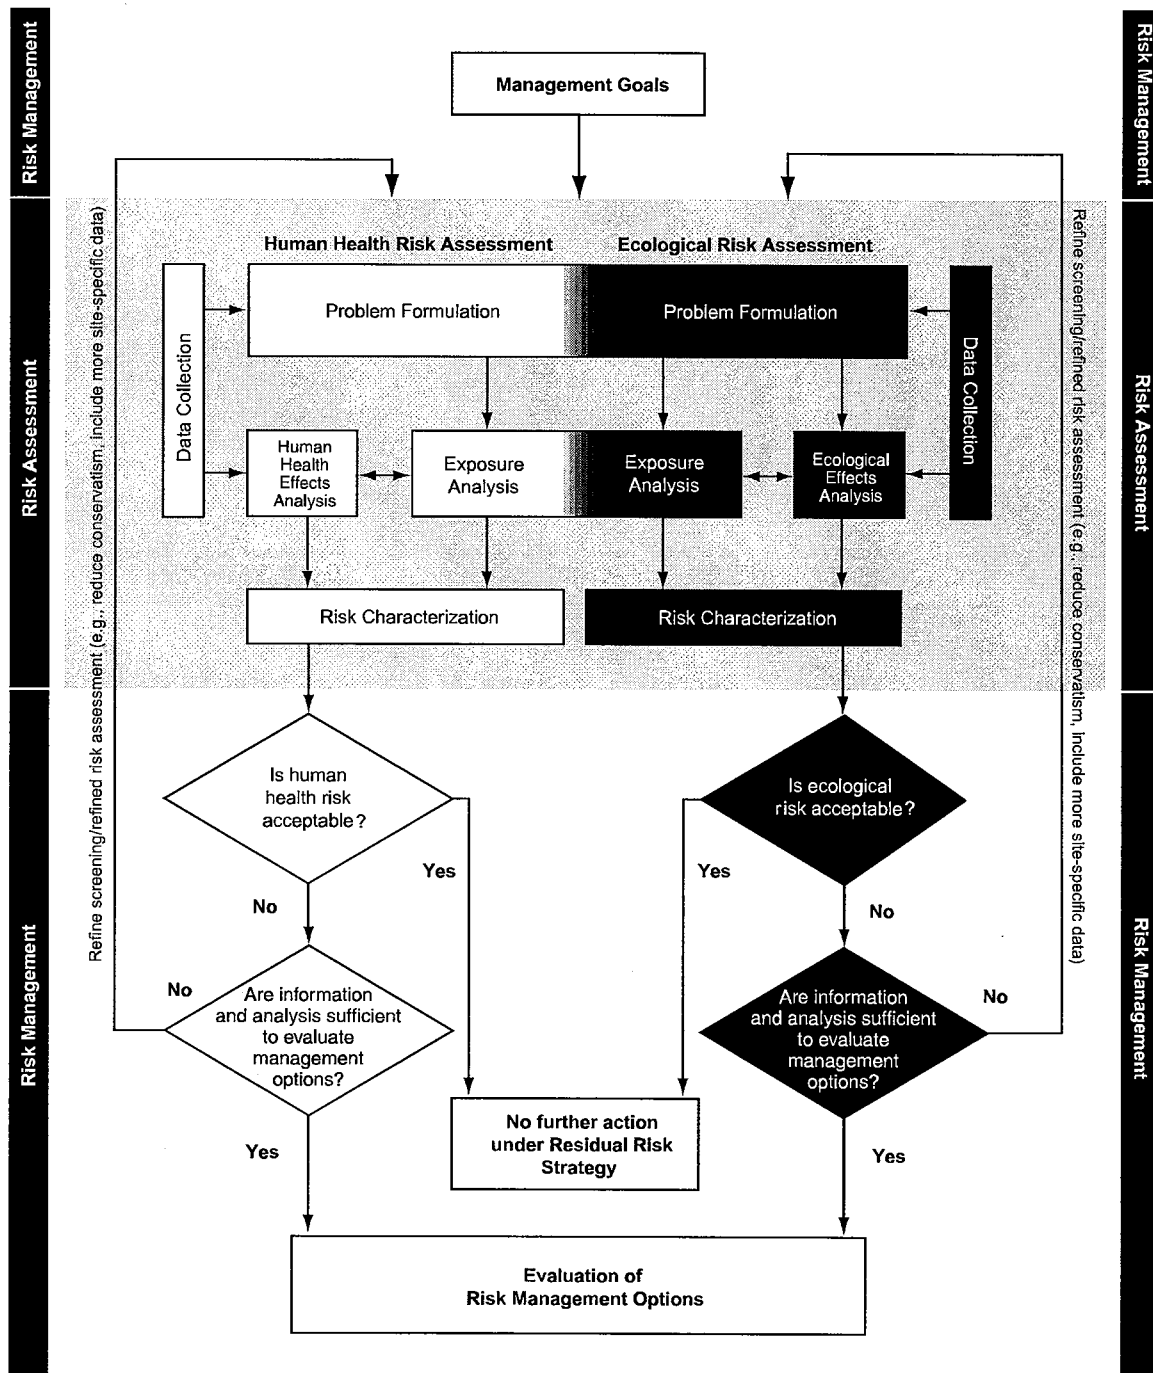 Risk Management
Management Goals
Risk Management
Human Health Risk Assessment
Ecological Risk Assessment
Refine screening/refined risk assessment (e.g., reduce conservatism, include more site-specific data)
Refine screening/refined risk assessment (e.g., reduce conservatism, include more site-specific data)
Risk Assessment
Data Collection
Problem Formulation
Problem Formulation
Data Collection
Risk Assessment
Human
Health
Effects
Analysis
Exposure
Analysis
Exposure
Analysis
Ecological
Effects
Analysis
Risk Characterization
Risk Characterization
Is human
health risk
acceptable?
Is ecological
risk acceptable?
Yes
Yes
No
No
Risk Management
Risk Management
No
Are information
and analysis sufficient
to evaluate
management
options?
Are information
and analysis sufficient
to evaluate
management
options?
No
No further action
under Residual Risk
Strategy
Yes
Yes
Evaluation of
Risk Management Options